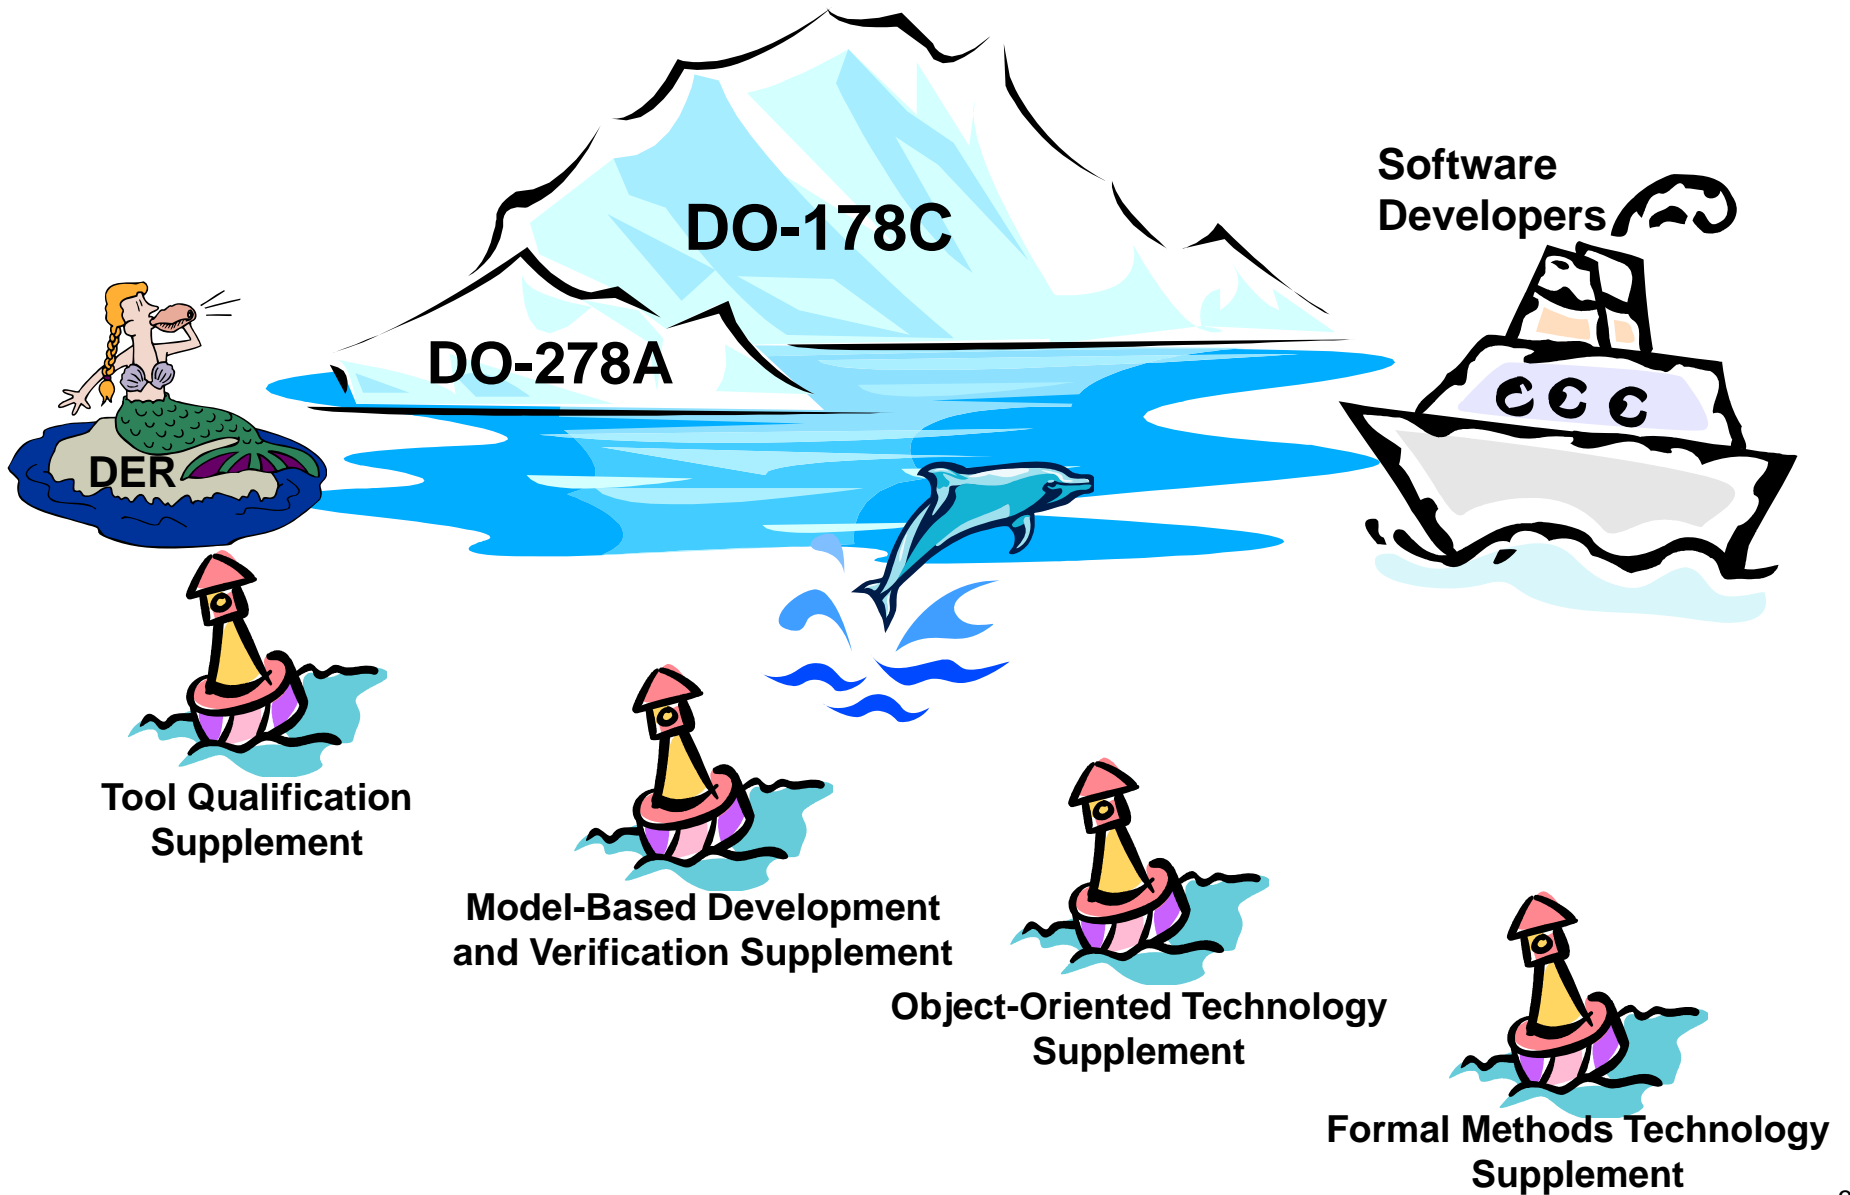 Software
Developers
DO-178C
DO-278A
DER
Tool Qualification
Supplement
Model-Based Development
and Verification Supplement
Object-Oriented Technology
Supplement
Formal Methods Technology
Supplement